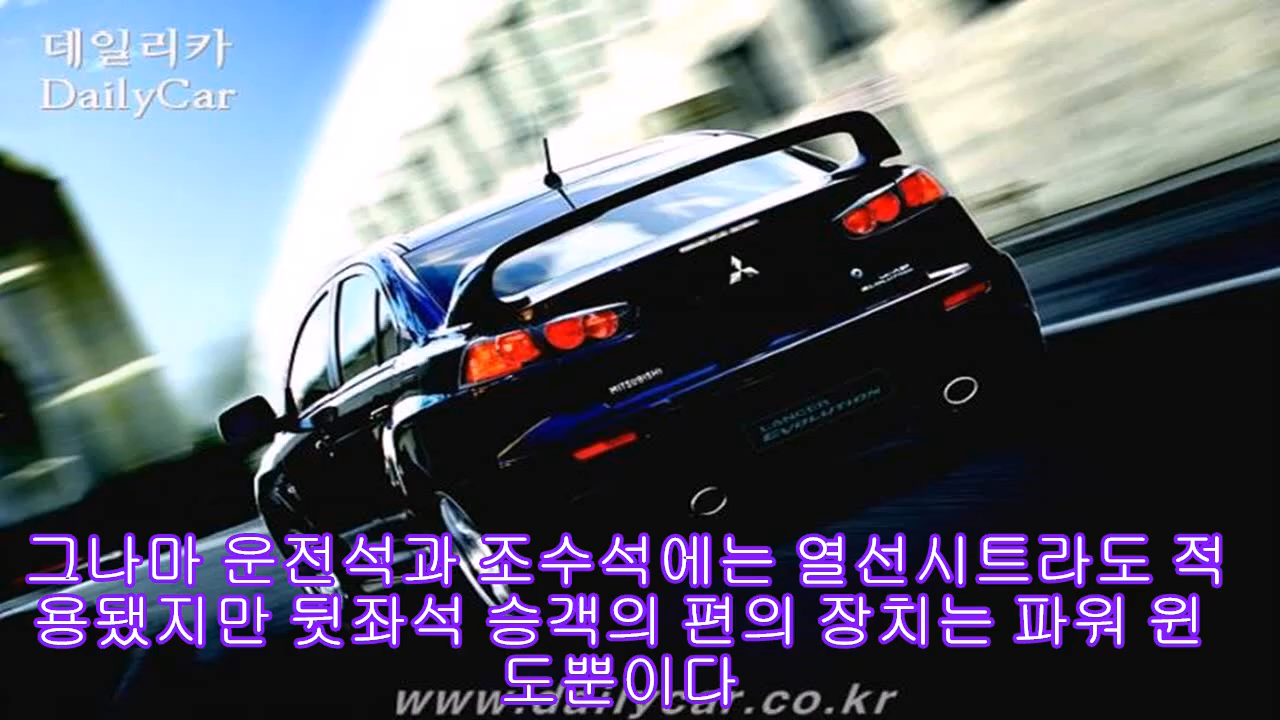 데일리카
DailyCar
MITSUBISHI
LANCER
EVOLUTION
EVOLUTION
그나마 운전석과 조수석에는 열선시트라도 적
용됐지만 뒷좌석 승객의 편의 장치는 파워 윈
도뿐이다
www.dailycar.co.kr